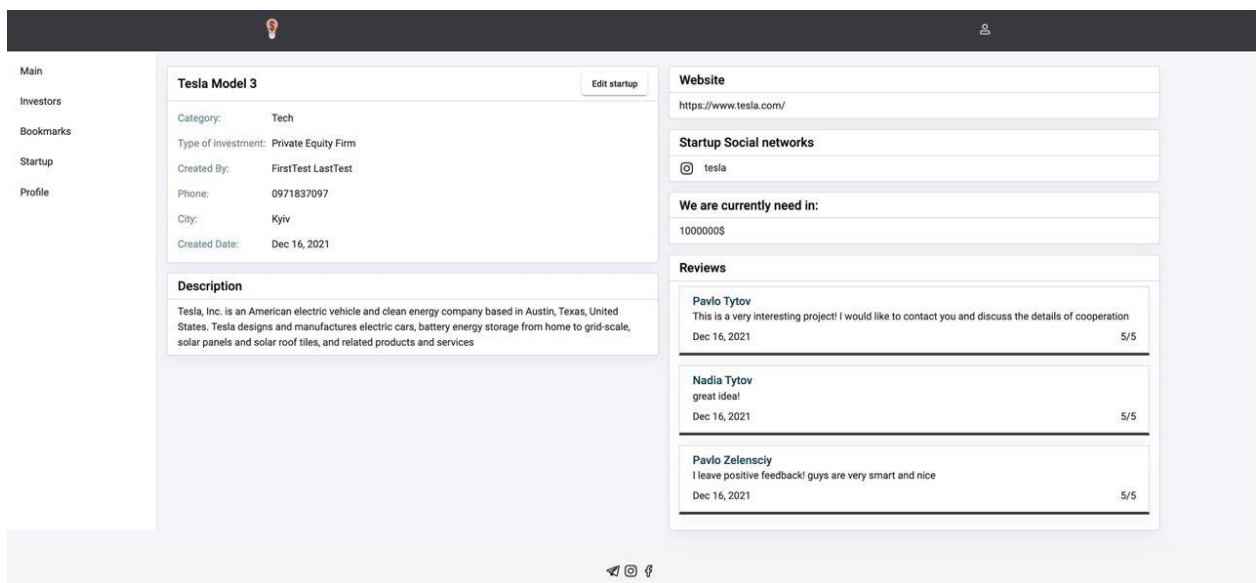 Main
Investors
Bookmarks
Startup
Profile
Tesla Model 3
Edit startup
Category: Tech
Type of investment: Private Equity Firm
Created By: FirstTest LastTest
Phone: 0971837097
City: Kyiv
Created Date: Dec 16, 2021
Description
Tesla, Inc. is an American electric vehicle and clean energy company based in Austin, Texas, United
States. Tesla designs and manufactures electric cars, battery energy storage from home to grid-scale,
solar panels and solar roof tiles, and related products and services
Website
https://www.tesla.com/
Startup Social networks
tesla
We are currently need in:
1000000$
Reviews
Pavlo Tytov
This is a very interesting project! I would like to contact you and discuss the details of cooperation
Dec 16, 2021 5/5
Nadia Tytov
great idea!
Dec 16, 2021 5/5
Pavlo Zelensciy
I leave positive feedback! guys are very smart and nice
Dec 16, 2021 5/5